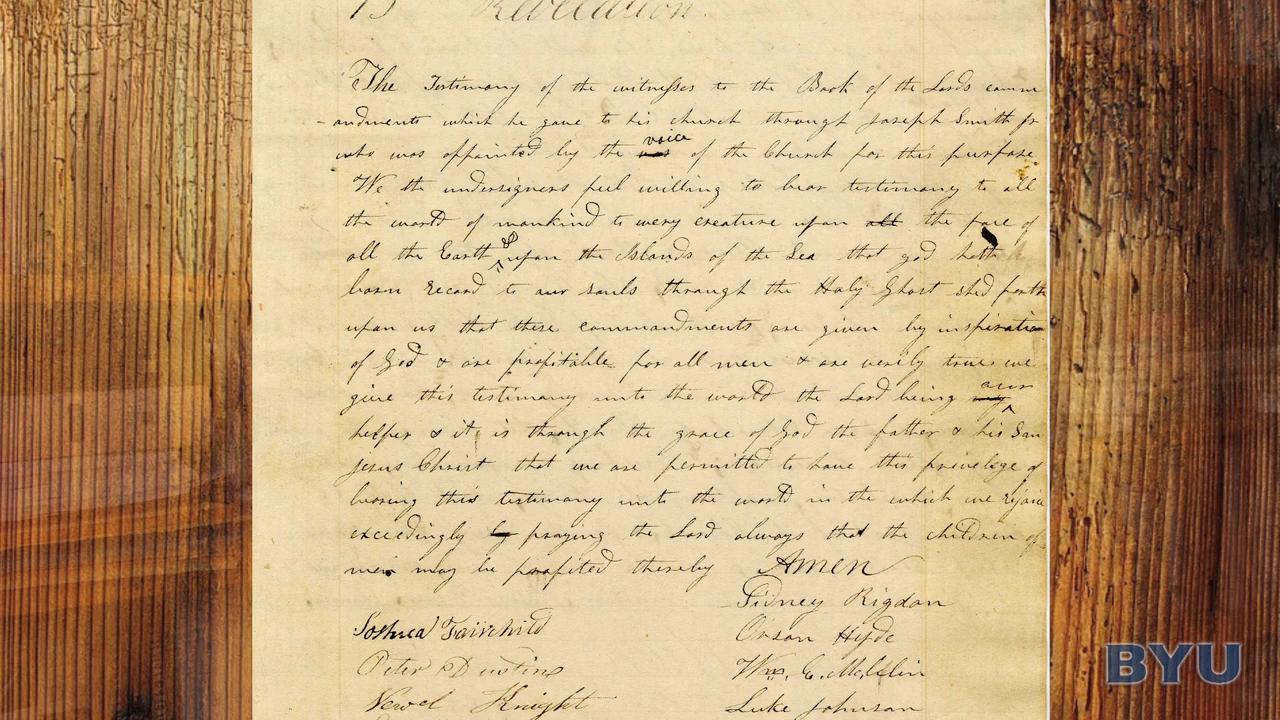 Revelation.
The Testimony of the witnesses to the Book of the Lords comm
-andments which he gave to his church through Joseph Smith Jr
who was appointed by the voice of the Church for this purpose
We the undersigners feel willing to bear testimony to all
the world of mankind to every creature upon all the face of
all the Earth & upon the Islands of the Sea that god hath
born record to our souls through the Holy Ghost shed forth
upon us that these commandments are given by inspiration
of God & are profitable for all men & are verily true we
give this testimony unto the world the Lord being my our
helper & it is through the grace of God the father & his Son
Jesus Christ that we are permitted to have this privelege of
bearing this testimony unto the world in the which we rejoice
exceedingly by praying the Lord always that the children of
men may be profited thereby Amen
Sidney Rigdon
Joshua Fairchild Orson Hyde
Peter Dustin Wm. E. McLelin
Newel Knight Luke Johnson
BYU